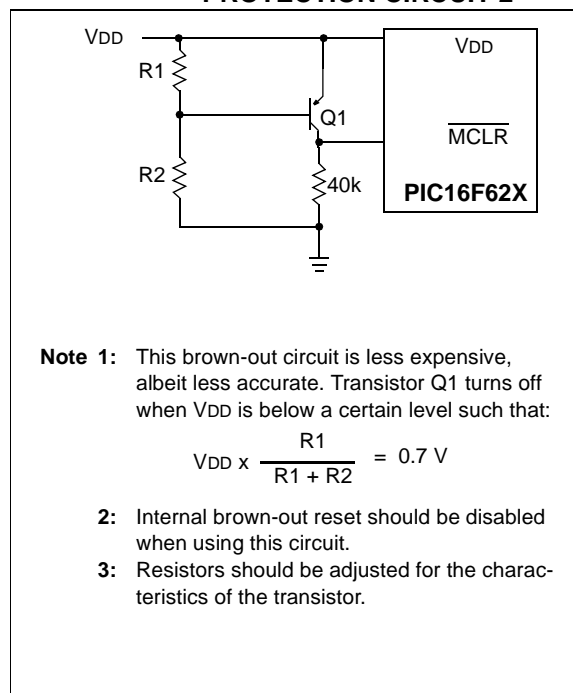 PROTECTION CIRCUIT 2
VDD
VDD
R1
Q1
MCLR
R2
40k
PIC16F62X
Note 1: This brown-out circuit is less expensive,
albeit less accurate. Transistor Q1 turns off
when VDD is below a certain level such that:
VDD x R1 / R1 + R2 = 0.7 V
2: Internal brown-out reset should be disabled
when using this circuit.
3: Resistors should be adjusted for the charac-
teristics of the transistor.